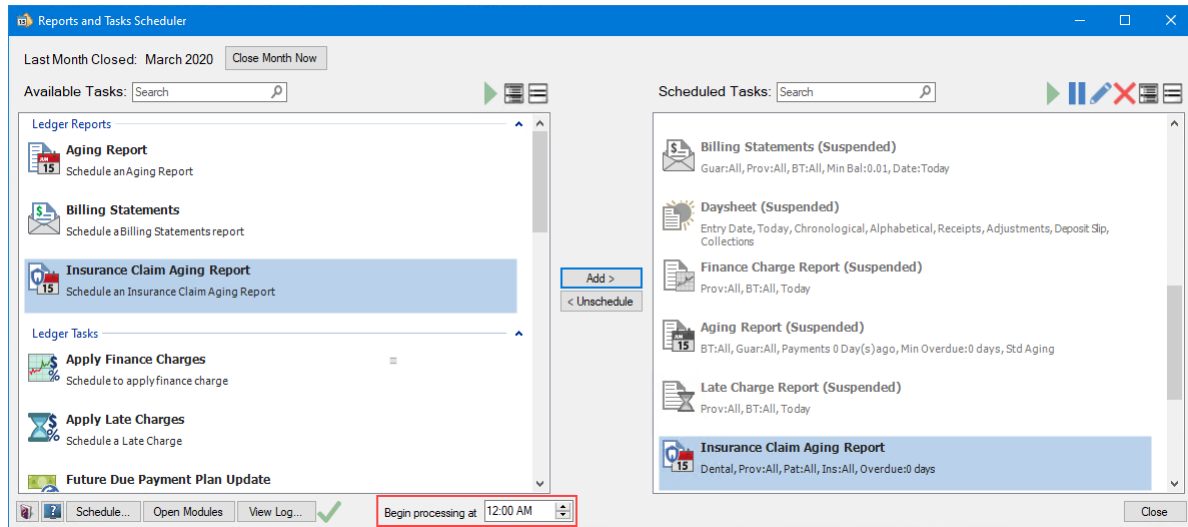 Reports and Tasks Scheduler
Last Month Closed: March 2020 Close Month Now
Available Tasks: Search
Ledger Reports
Aging Report
Schedule an Aging Report
Billing Statements
Schedule a Billing Statements report
Insurance Claim Aging Report
Schedule an Insurance Claim Aging Report
Ledger Tasks
Apply Finance Charges
Schedule to apply finance charge
Apply Late Charges
Schedule a Late Charge
Future Due Payment Plan Update
Add >
< Unschedule
Scheduled Tasks: Search
Billing Statements (Suspended)
Guar:All, Prov:All, BT:All, Min Bal:0.01, Date:Today
Daysheet (Suspended)
Entry Date, Today, Chronological, Alphabetical, Receipts, Adjustments, Deposit Slip,
Collections
Finance Charge Report (Suspended)
Prov:All, BT:All, Today
Aging Report (Suspended)
BT:All, Guar:All, Payments 0 Day(s)ago, Min Overdue:0 days, Std Aging
Late Charge Report (Suspended)
Prov:All, BT:All, Today
Insurance Claim Aging Report
Dental, Prov:All, Pat:All, Ins:All, Overdue:0 days
Schedule... Open Modules View Log... Begin processing at 12:00 AM Close